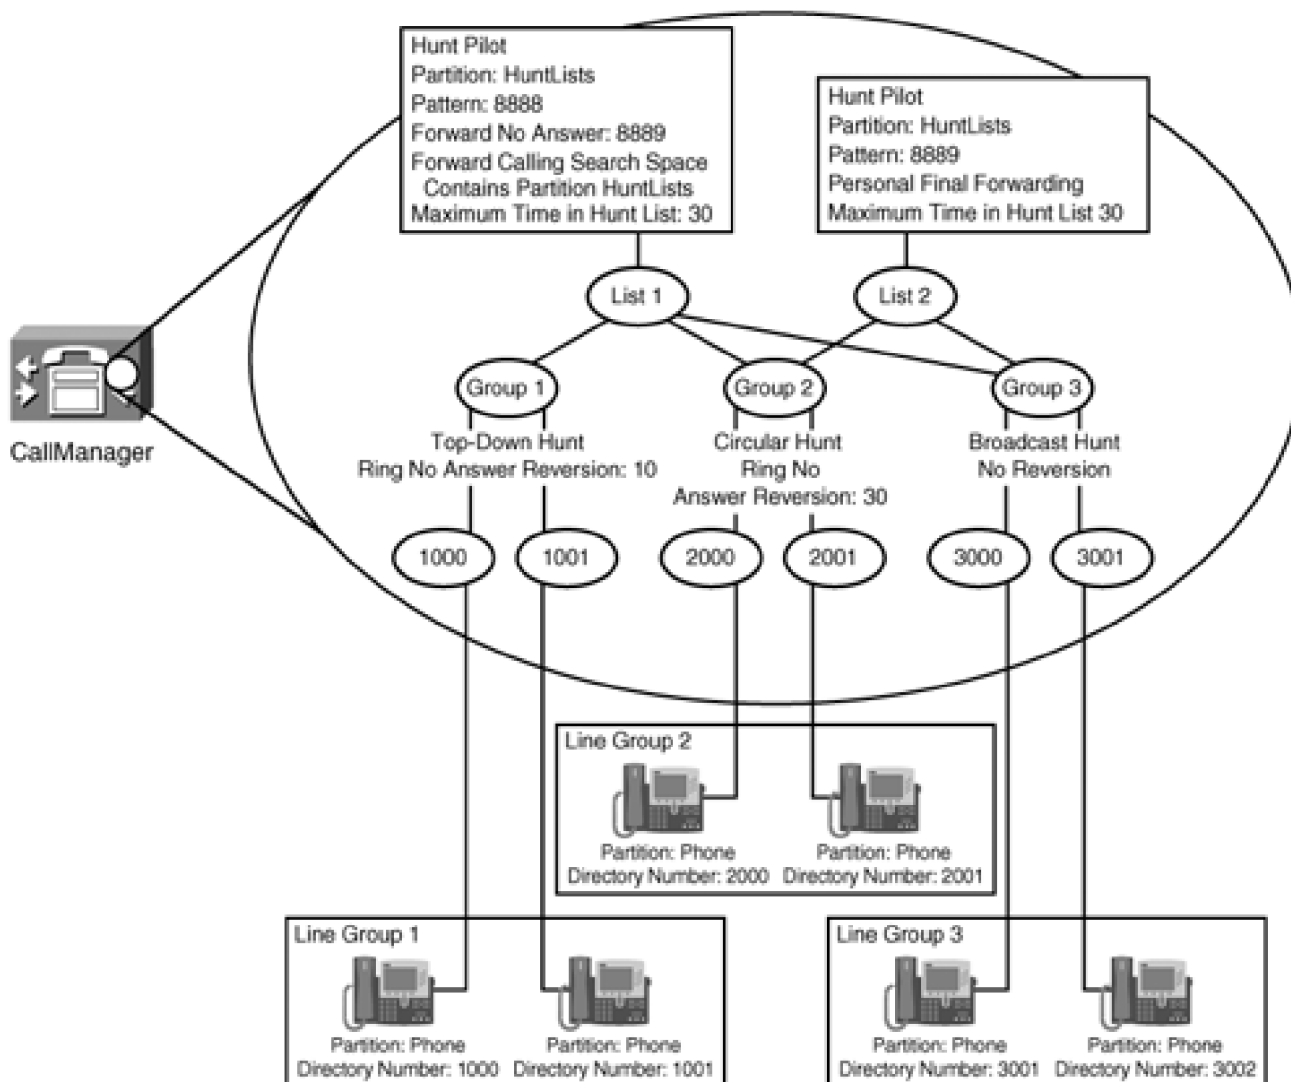 Hunt Pilot
Partition: HuntLists
Pattern: 8888
Forward No Answer: 8889
Forward Calling Search Space
Contains Partition HuntLists
Maximum Time in Hunt List: 30
Hunt Pilot
Partition: HuntLists
Pattern: 8889
Personal Final Forwarding
Maximum Time in Hunt List 30
List 1
List 2
CallManager
Group 1
Group 2
Group 3
Top-Down Hunt
Ring No Answer Reversion: 10
Circular Hunt
Ring No
Answer Reversion: 30
Broadcast Hunt
No Reversion
1000
1001
2000
2001
3000
3001
Line Group 2
Partition: Phone
Directory Number: 2000
Partition: Phone
Directory Number: 2001
Line Group 1
Partition: Phone
Directory Number: 1000
Partition: Phone
Directory Number: 1001
Line Group 3
Partition: Phone
Directory Number: 3001
Partition: Phone
Directory Number: 3002